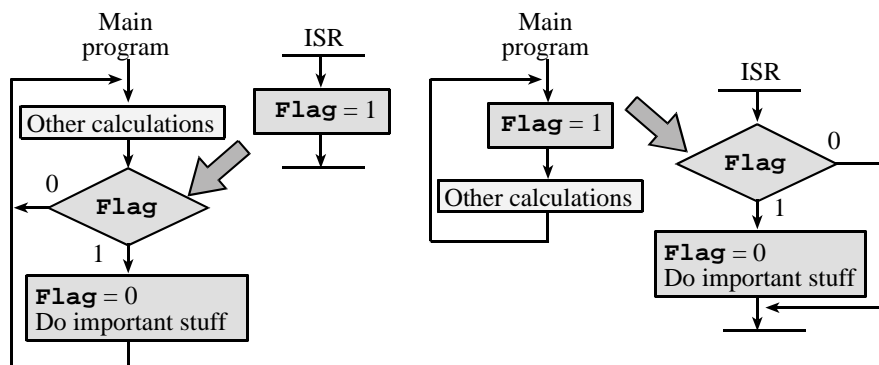 Main
program
ISR
Flag = 1
Other calculations
0
Flag
1
Flag = 0
Do important stuff
Main
program
ISR
Flag = 1
0
Flag
Other calculations
1
Flag = 0
Do important stuff